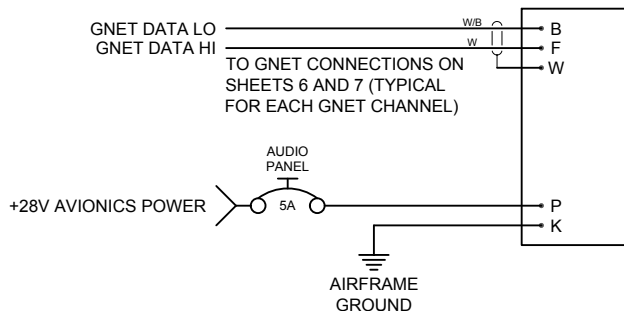 GNET DATA LO W/B B
GNET DATA HI W F
W
TO GNET CONNECTIONS ON
SHEETS 6 AND 7 (TYPICAL
FOR EACH GNET CHANNEL)
AUDIO
PANEL
+28V AVIONICS POWER 5A P
K
AIRFRAME
GROUND